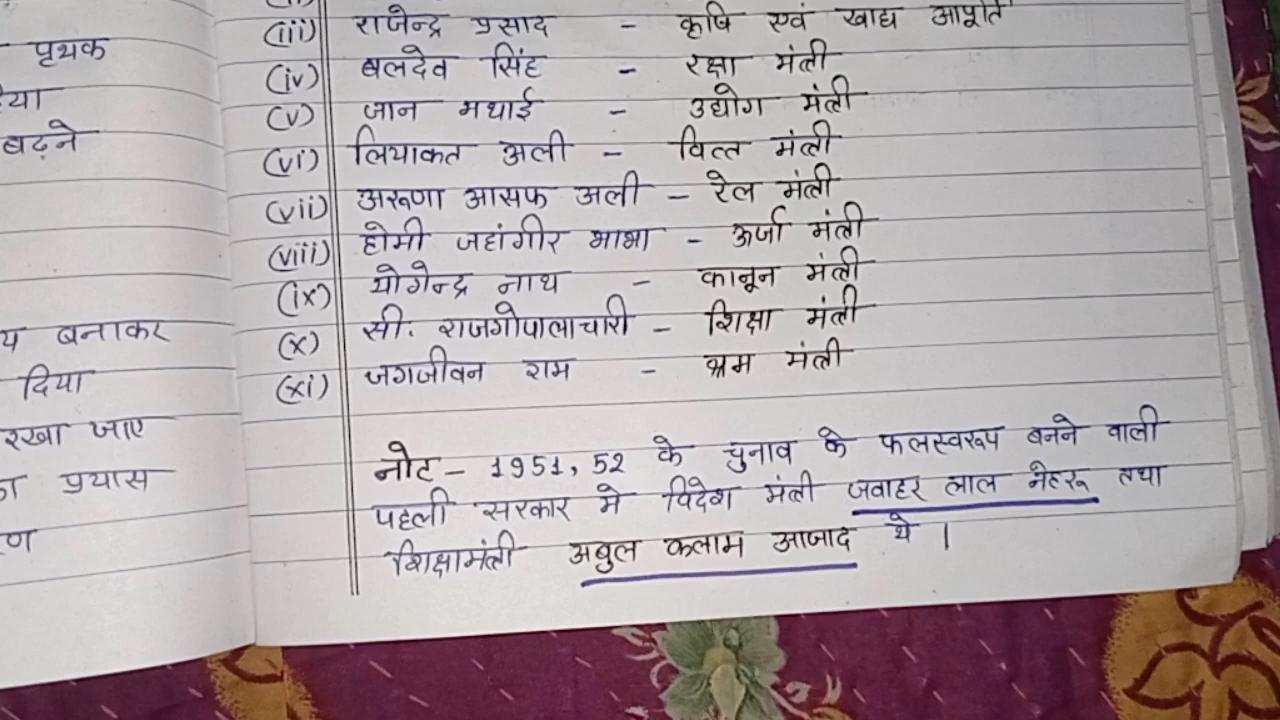 पृथक
या
बढ़ने
य बनाकर
दिया
रखा जाए
प्रयास
ण
(iii) राजेन्द्र प्रसाद - कृषि एवं खाद्य आपूर्ति
(iv) बलदेव सिंह - रक्षा मंत्री
(v) जान मथाई - उद्योग मंत्री
(vi) लियाकत अली - वित्त मंत्री
(vii) अरूणा आसफ अली - रेल मंत्री
(viii) होमी जहांगीर भाभा - ऊर्जा मंत्री
(ix) योगेन्द्र नाथ - कानून मंत्री
(x) सी. राजगोपालाचारी - शिक्षा मंत्री
(xi) जगजीवन राम - श्रम मंत्री
नोट - 1951, 52 के चुनाव के फलस्वरूप बनने वाली
पहली सरकार मे विदेश मंत्री जवाहर लाल नेहरू तथा
शिक्षामंत्री अबुल कलाम आजाद थे ।